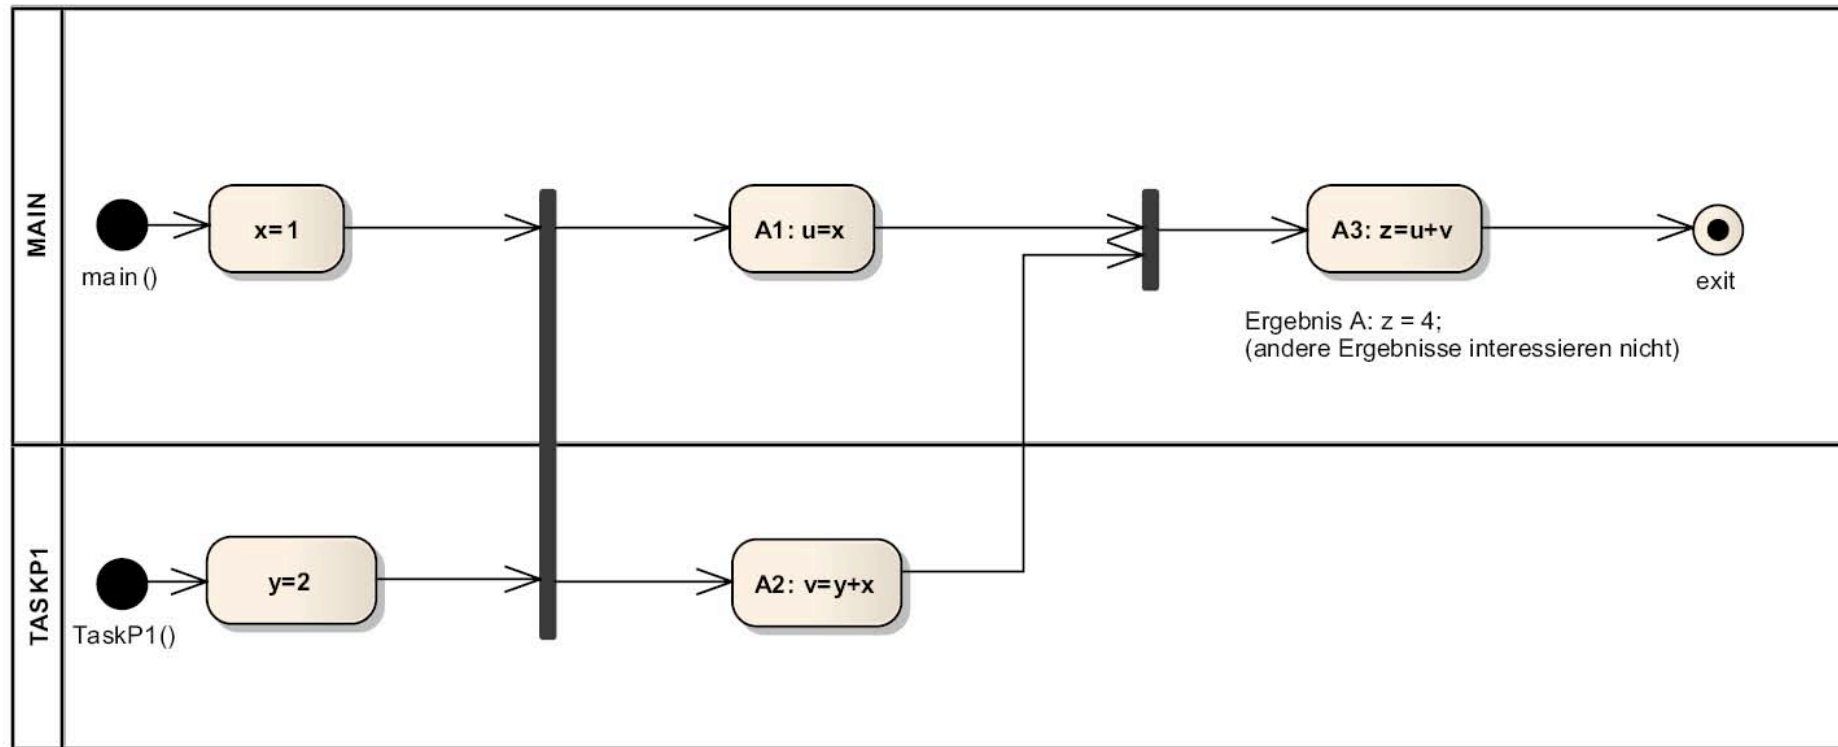 MAIN
main ()
x=1
A1: u=x
A3: z=u+v
exit
Ergebnis A: z = 4;
(andere Ergebnisse interessieren nicht)
TASKP1
TaskP1()
y=2
A2: v=y+x